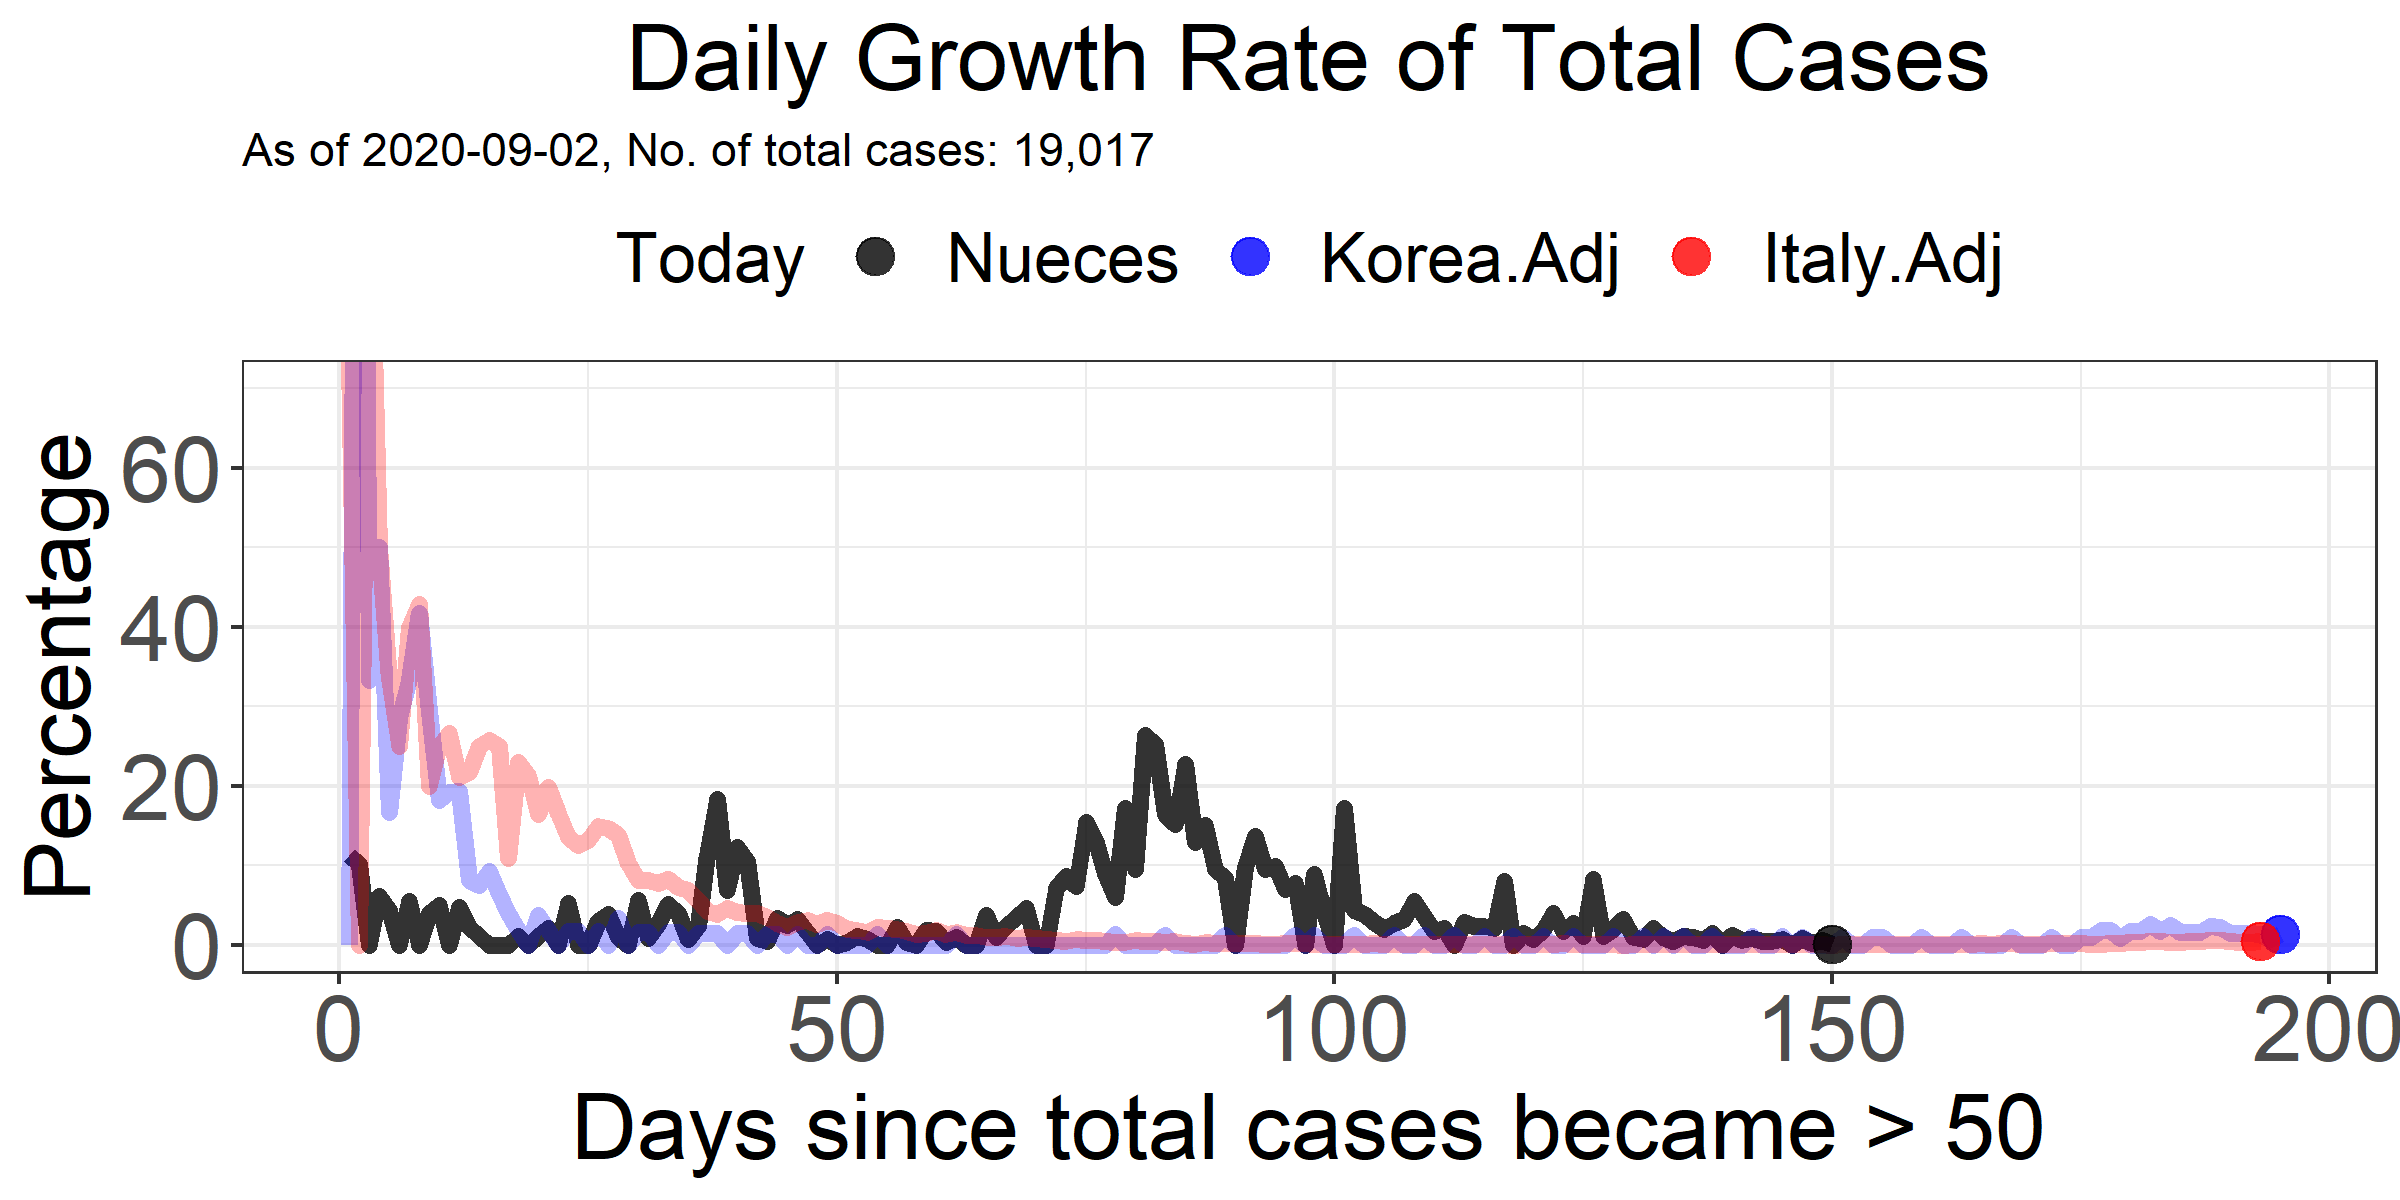 Daily Growth Rate of Total Cases
As of 2020-09-02, No. of total cases: 19,017
Today Nueces Korea.Adj Italy.Adj
Percentage
60
40
20
0
0 50 100 150 200
Days since total cases became > 50